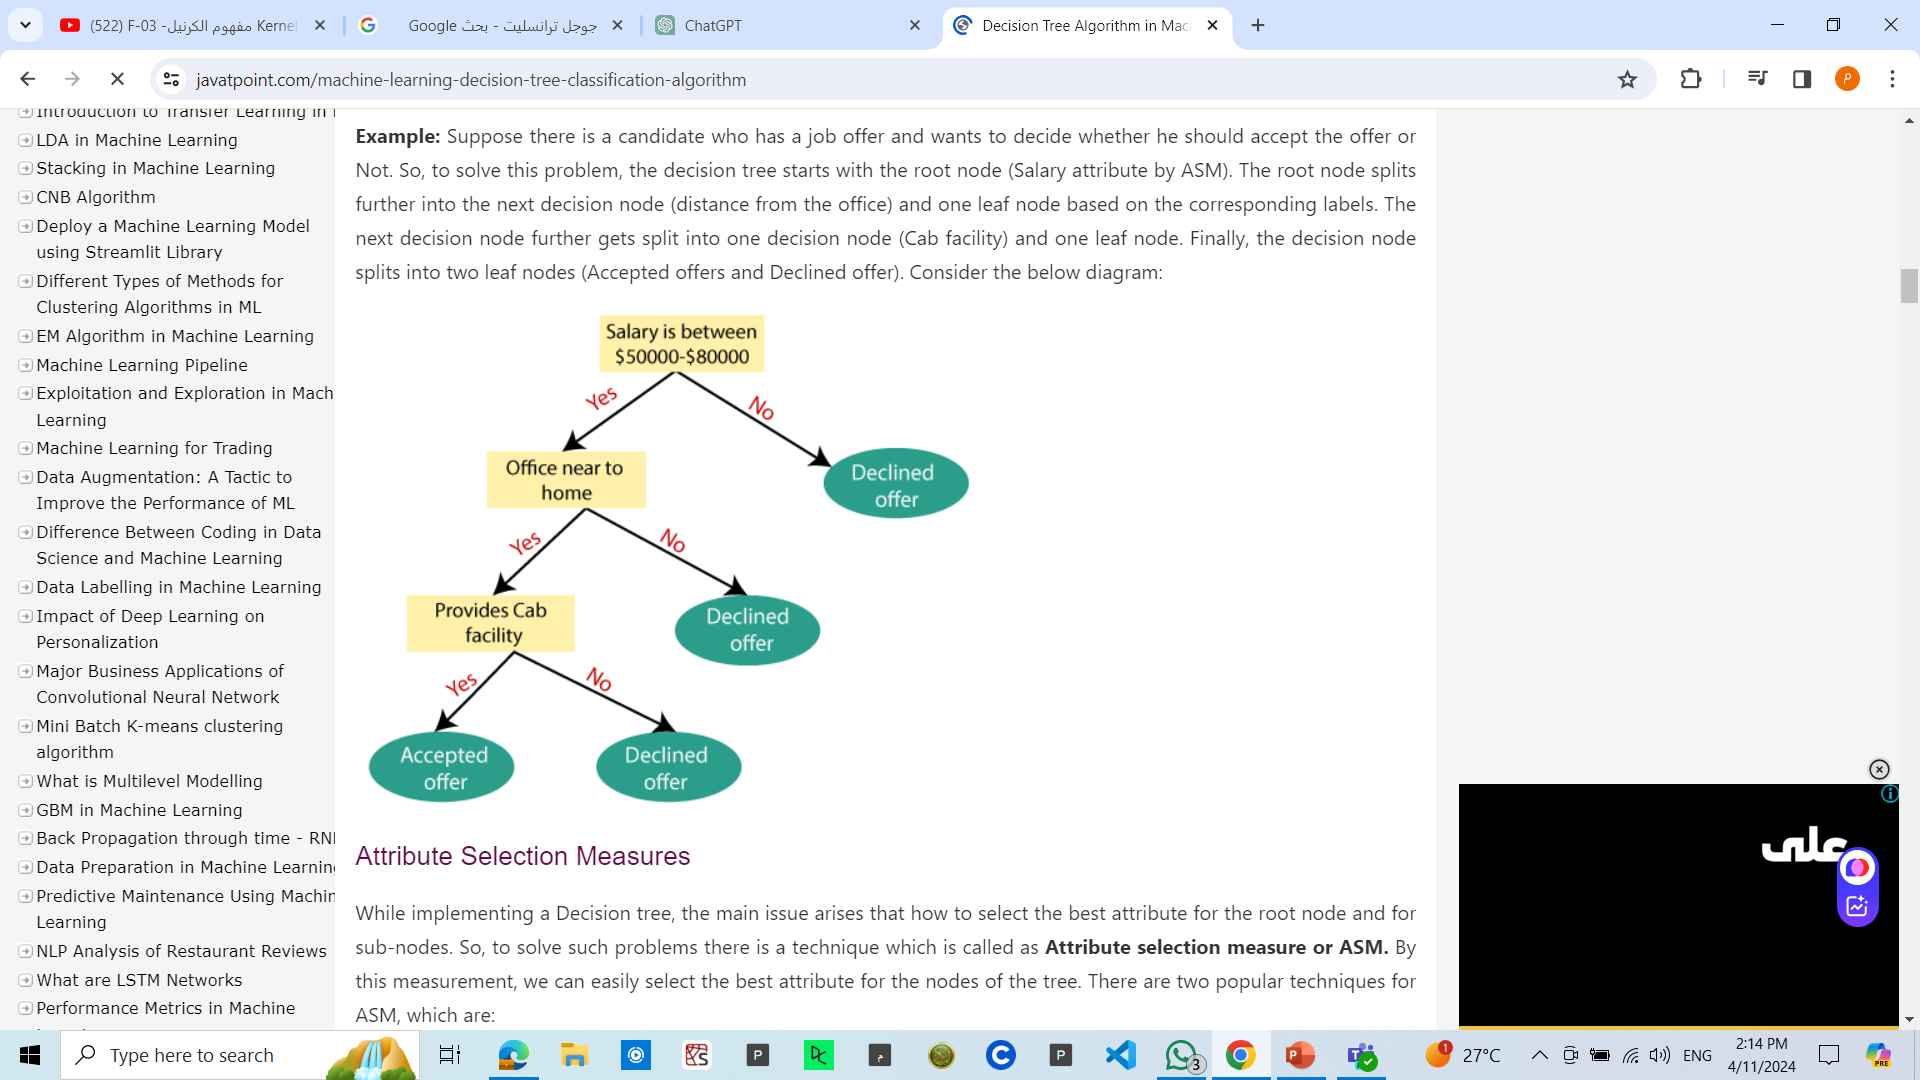 (522) F-03 -مفهوم الكرنيل Kernel
Google جوجل ترانسليت - بحث
ChatGPT
Decision Tree Algorithm in Mac
javatpoint.com/machine-learning-decision-tree-classification-algorithm
P
Introduction to Transfer Learning in
LDA in Machine Learning
Stacking in Machine Learning
CNB Algorithm
Deploy a Machine Learning Model
using Streamlit Library
Different Types of Methods for
Clustering Algorithms in ML
EM Algorithm in Machine Learning
Machine Learning Pipeline
Exploitation and Exploration in Mach
Learning
Machine Learning for Trading
Data Augmentation: A Tactic to
Improve the Performance of ML
Difference Between Coding in Data
Science and Machine Learning
Data Labelling in Machine Learning
Impact of Deep Learning on
Personalization
Major Business Applications of
Convolutional Neural Network
Mini Batch K-means clustering
algorithm
What is Multilevel Modelling
GBM in Machine Learning
Back Propagation through time - RN
Data Preparation in Machine Learning
Predictive Maintenance Using Machin
Learning
NLP Analysis of Restaurant Reviews
What are LSTM Networks
Performance Metrics in Machine
Example: Suppose there is a candidate who has a job offer and wants to decide whether he should accept the offer or
Not. So, to solve this problem, the decision tree starts with the root node (Salary attribute by ASM). The root node splits
further into the next decision node (distance from the office) and one leaf node based on the corresponding labels. The
next decision node further gets split into one decision node (Cab facility) and one leaf node. Finally, the decision node
splits into two leaf nodes (Accepted offers and Declined offer). Consider the below diagram:
Salary is between
$50000-$80000
Yes
No
Office near to
home
Declined
offer
Yes
No
Provides Cab
facility
Declined
offer
Yes
No
Accepted
offer
Declined
offer
Attribute Selection Measures
While implementing a Decision tree, the main issue arises that how to select the best attribute for the root node and for
sub-nodes. So, to solve such problems there is a technique which is called as Attribute selection measure or ASM. By
this measurement, we can easily select the best attribute for the nodes of the tree. There are two popular techniques for
ASM, which are:
على
Type here to search
3
1
27°C
ENG
2:14 PM
4/11/2024
PRE